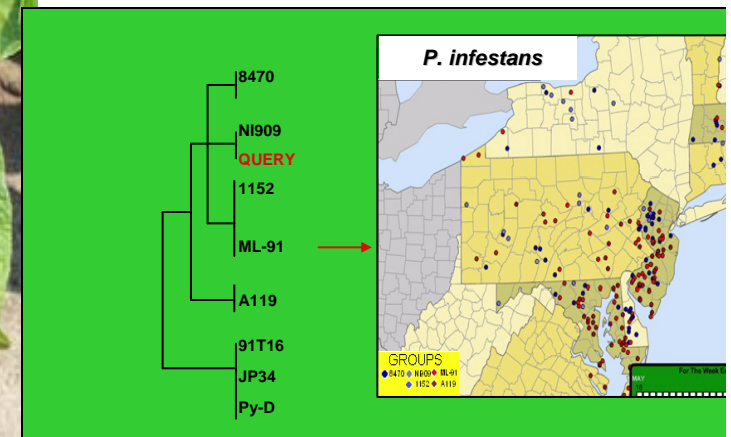 P. infestans
8470
NI909
QUERY
1152
ML-91
A119
91T16
JP34
Py-D
GROUPS
8470 NI909 ML-91
1152 A119
For The Week E
MAY